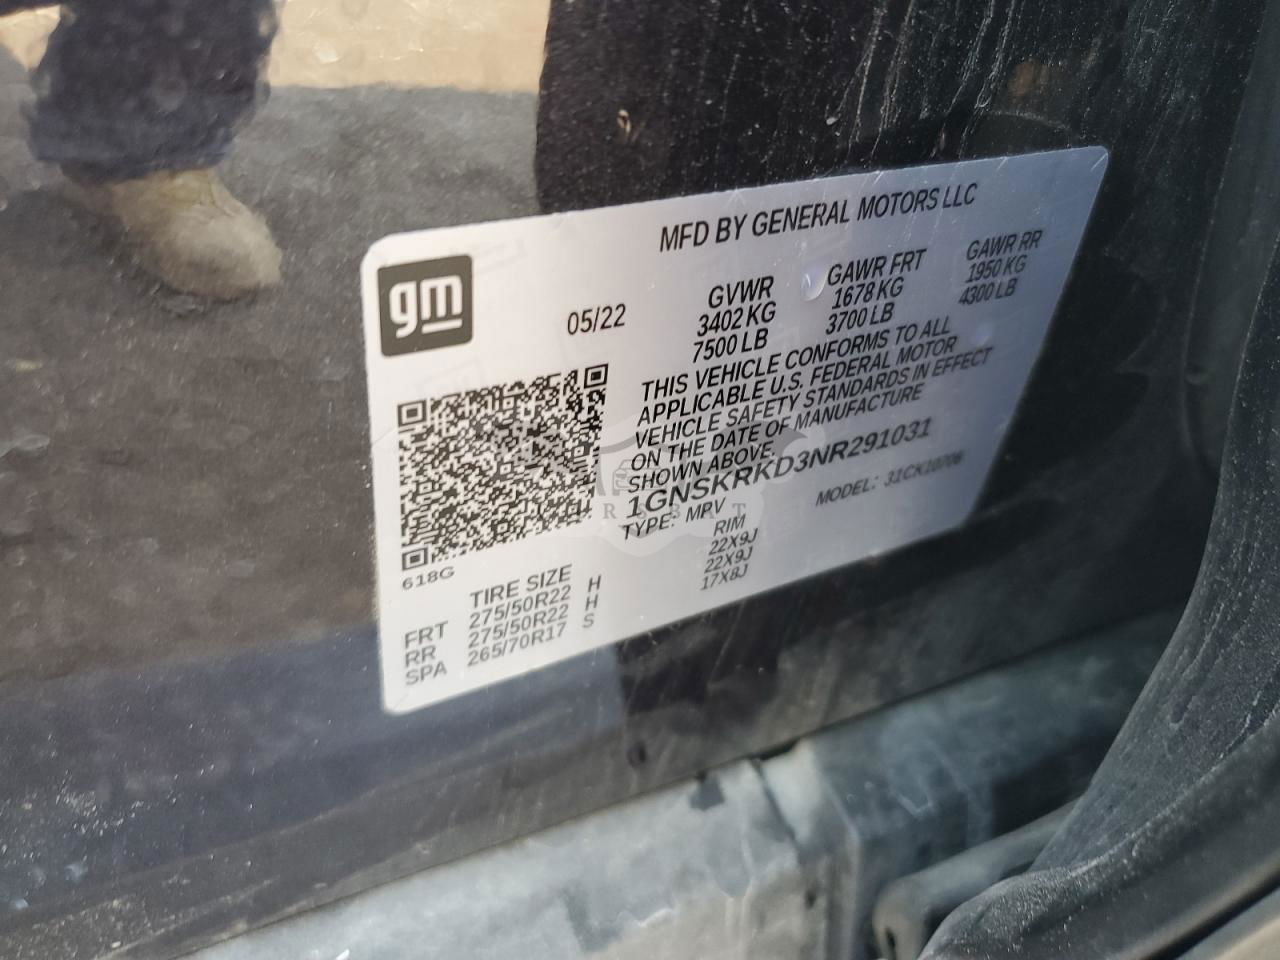 MFD BY GENERAL MOTORS LLC
gm
05/22
GVWR
3402 KG
7500 LB
GAWR FRT
1678 KG
3700 LB
GAWR RR
1950 KG
4300 LB
THIS VEHICLE CONFORMS TO ALL
APPLICABLE U.S. FEDERAL MOTOR
VEHICLE SAFETY STANDARDS IN EFFECT
ON THE DATE OF MANUFACTURE
SHOWN ABOVE.
1GNSKRKD3NR291031
TYPE: MPV
MODEL: 31CK10706
618G
TIRE SIZE
RIM
FRT 275/50R22 H 22X9J
RR 275/50R22 H 22X9J
SPA 265/70R17 S 17X8J